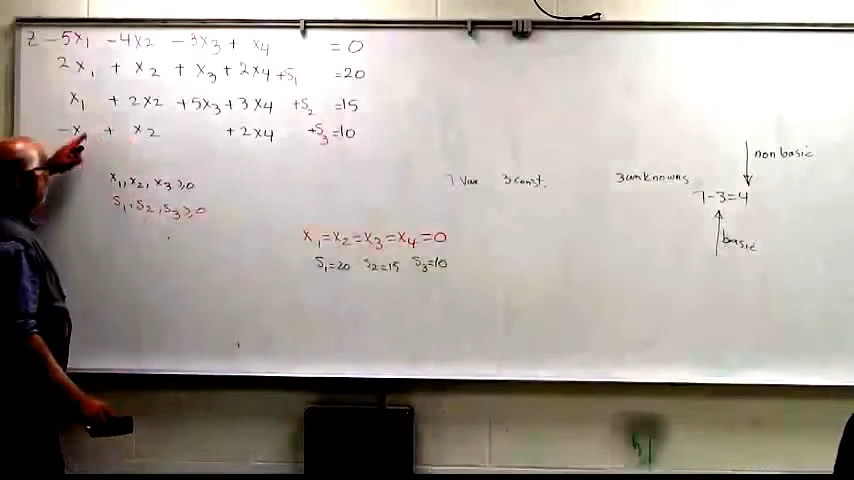 Z - 5x₁ - 4x₂ - 3x₃ + x₄ = 0
2x₁ + x₂ + x₃ + 2x₄ + S₁ = 20
x₁ + 2x₂ + 5x₃ + 3x₄ + S₂ = 15
-x₁ + x₂ + 2x₄ + S₃ = 10
x₁, x₂, x₃ ≥ 0
S₁, S₂, S₃ ≥ 0
x₁ = x₂ = x₃ = x₄ = 0
S₁ = 20 S₂ = 15 S₃ = 10
7 Var 3 const. 3 unknowns
7 - 3 = 4
non basic
basic